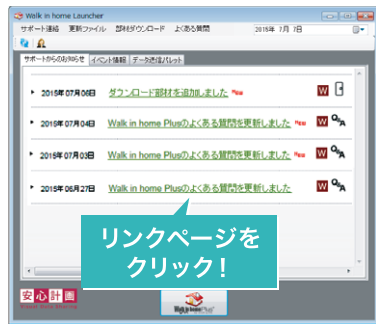 Walk in home Launcher
サポート連絡 更新ファイル 部材ダウンロード よくある質問 2015年 7月 7日
サポートからのお知らせ イベント情報 データ送信パレット
2015年07月06日 ダウンロード部材を追加しました New W
2015年07月04日 Walk in home Plusのよくある質問を更新しました New W Q&A
2015年07月03日 Walk in home Plusのよくある質問を更新しました New W Q&A
2015年06月27日 Walk in home Plusのよくある質問を更新しました W Q&A
リンクページを
クリック！
安心計画
Walk in home Plus